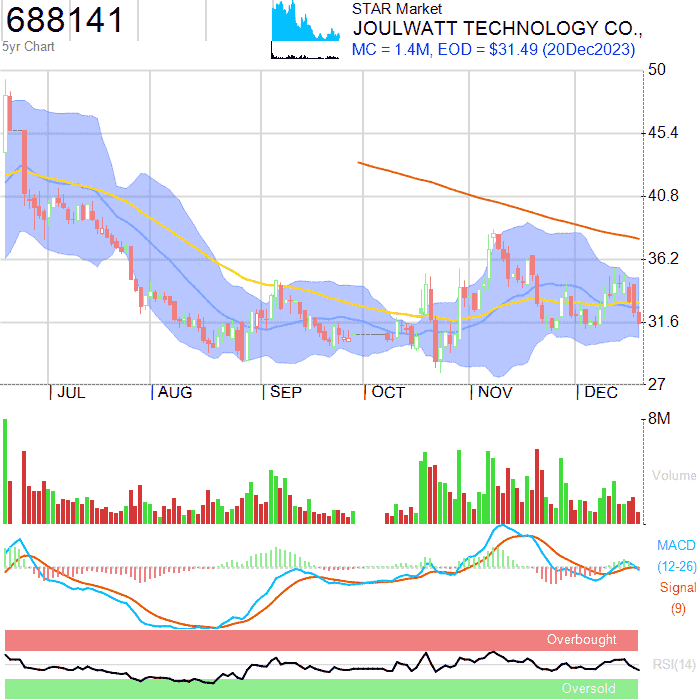 688141
5yr Chart
STAR Market
JOULWATT TECHNOLOGY CO.,
MC = 1.4M, EOD = $31.49 (20Dec2023)
50
45.4
40.8
36.2
31.6
27
JUL AUG SEP OCT NOV DEC
8M
Volume
MACD
(12-26)
Signal
(9)
Overbought
RSI(14)
Oversold